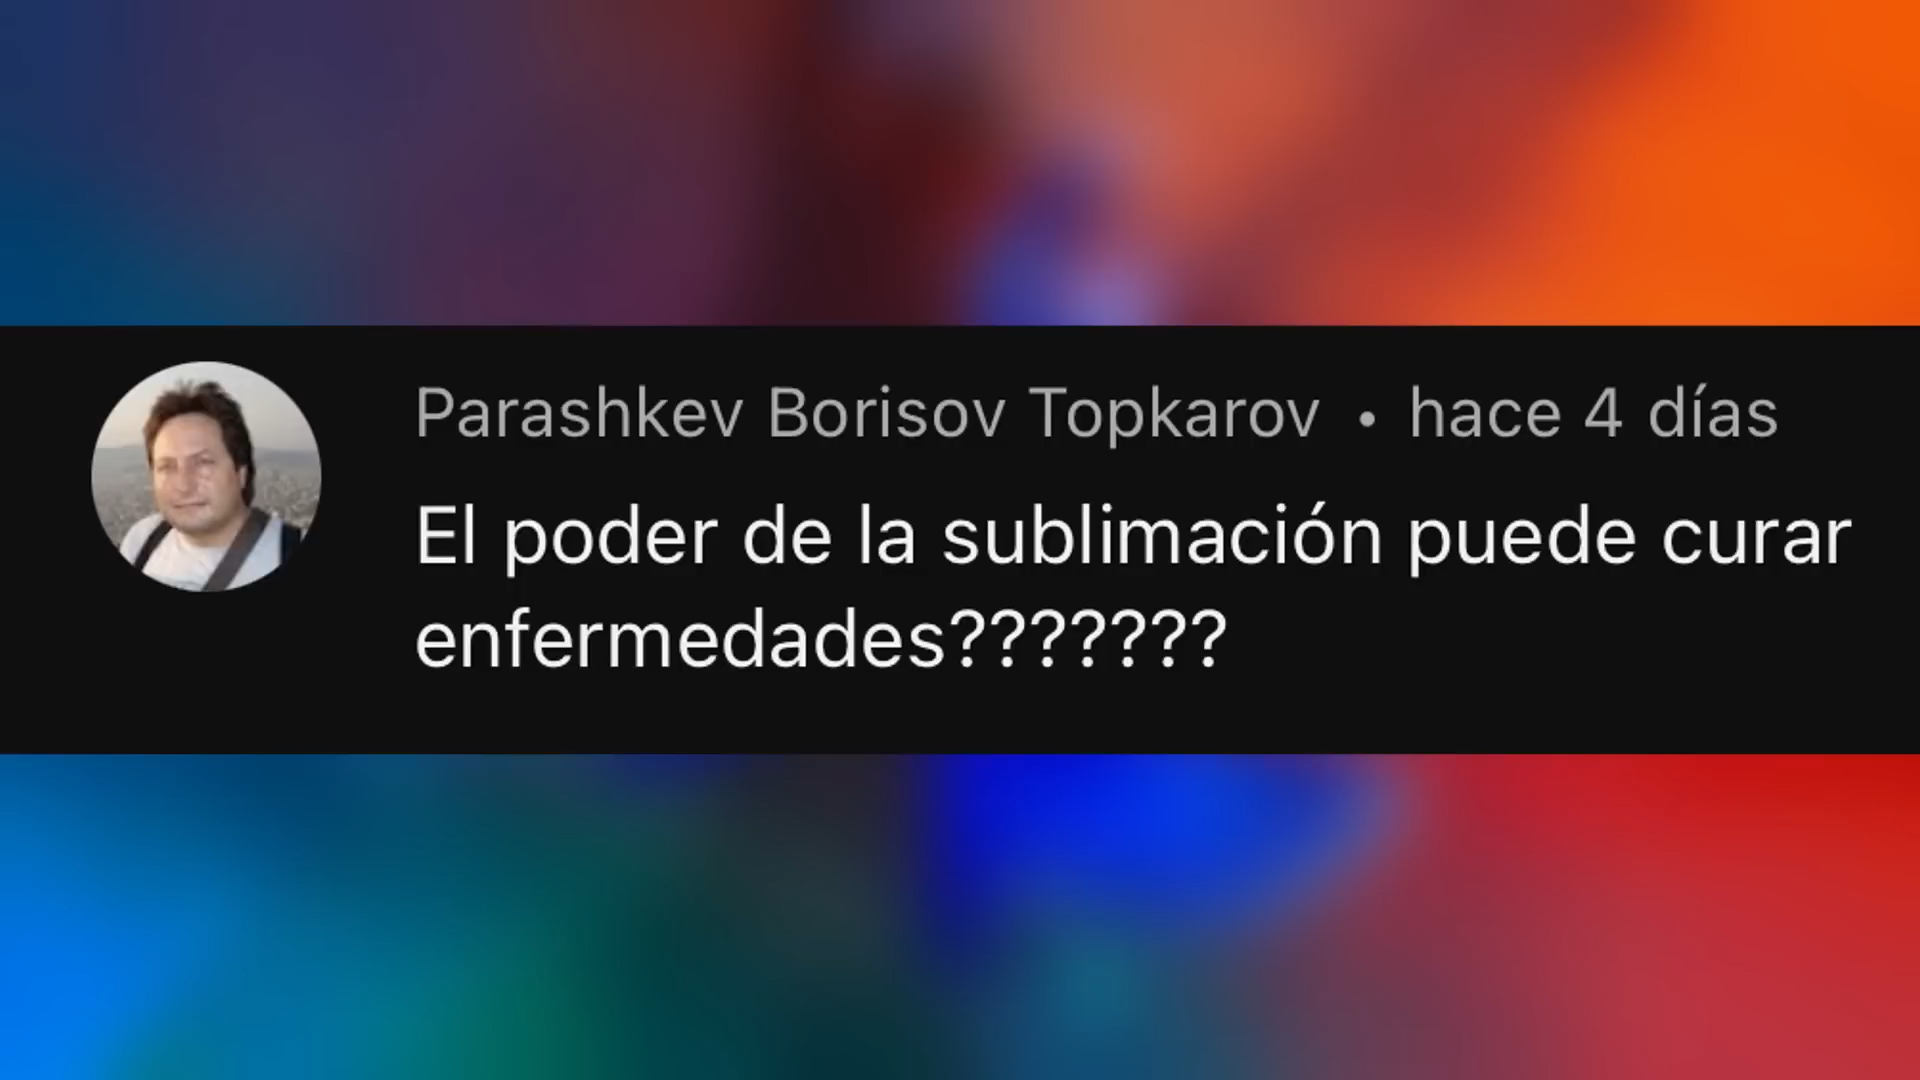 Parashkev Borisov Topkarov • hace 4 días
El poder de la sublimación puede curar
enfermedades???????